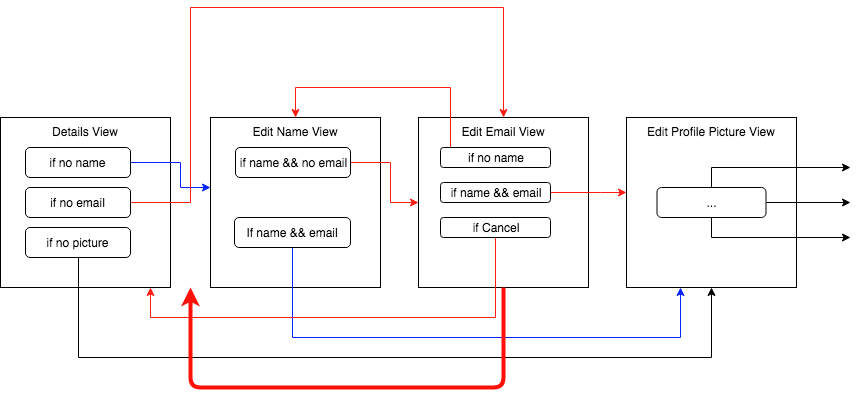 Details View
if no name
if no email
if no picture
Edit Name View
if name && no email
If name && email
Edit Email View
if no name
if name && email
if Cancel
Edit Profile Picture View
...